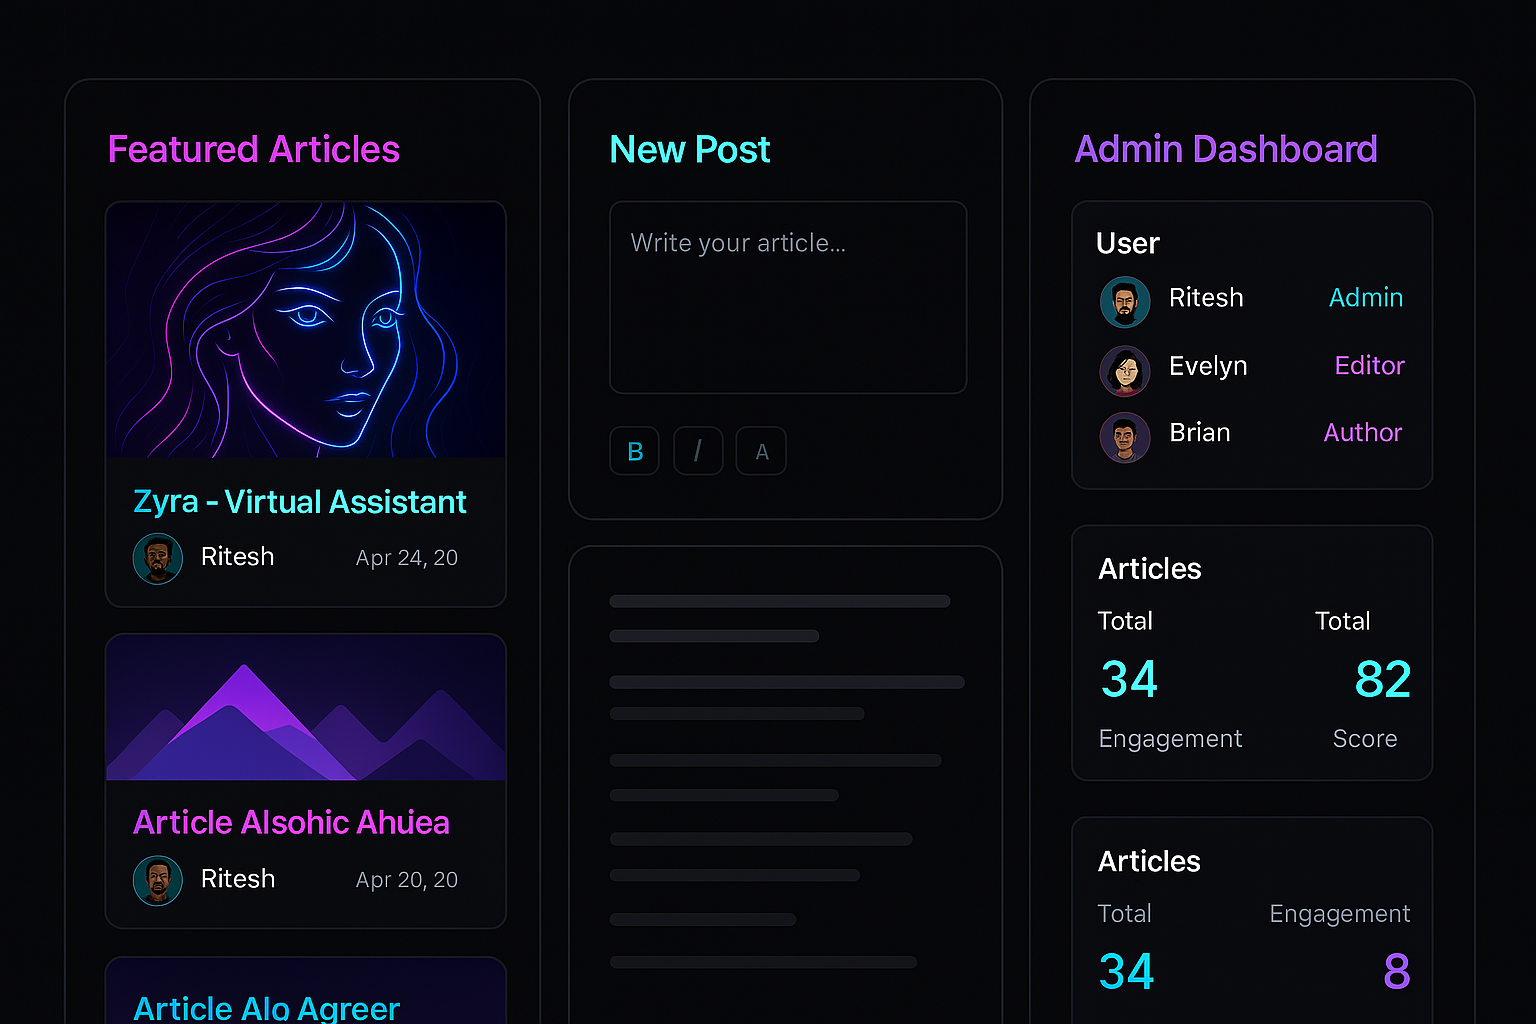 Featured Articles
Zyra - Virtual Assistant
Ritesh
Apr 24, 20
Article Alsohic Ahuea
Ritesh
Apr 20, 20
Article Alo Agreer
New Post
Write your article...
B
I
A
Admin Dashboard
User
Ritesh
Admin
Evelyn
Editor
Brian
Author
Articles
Total
Total
34
82
Engagement
Score
Articles
Total
Engagement
34
8